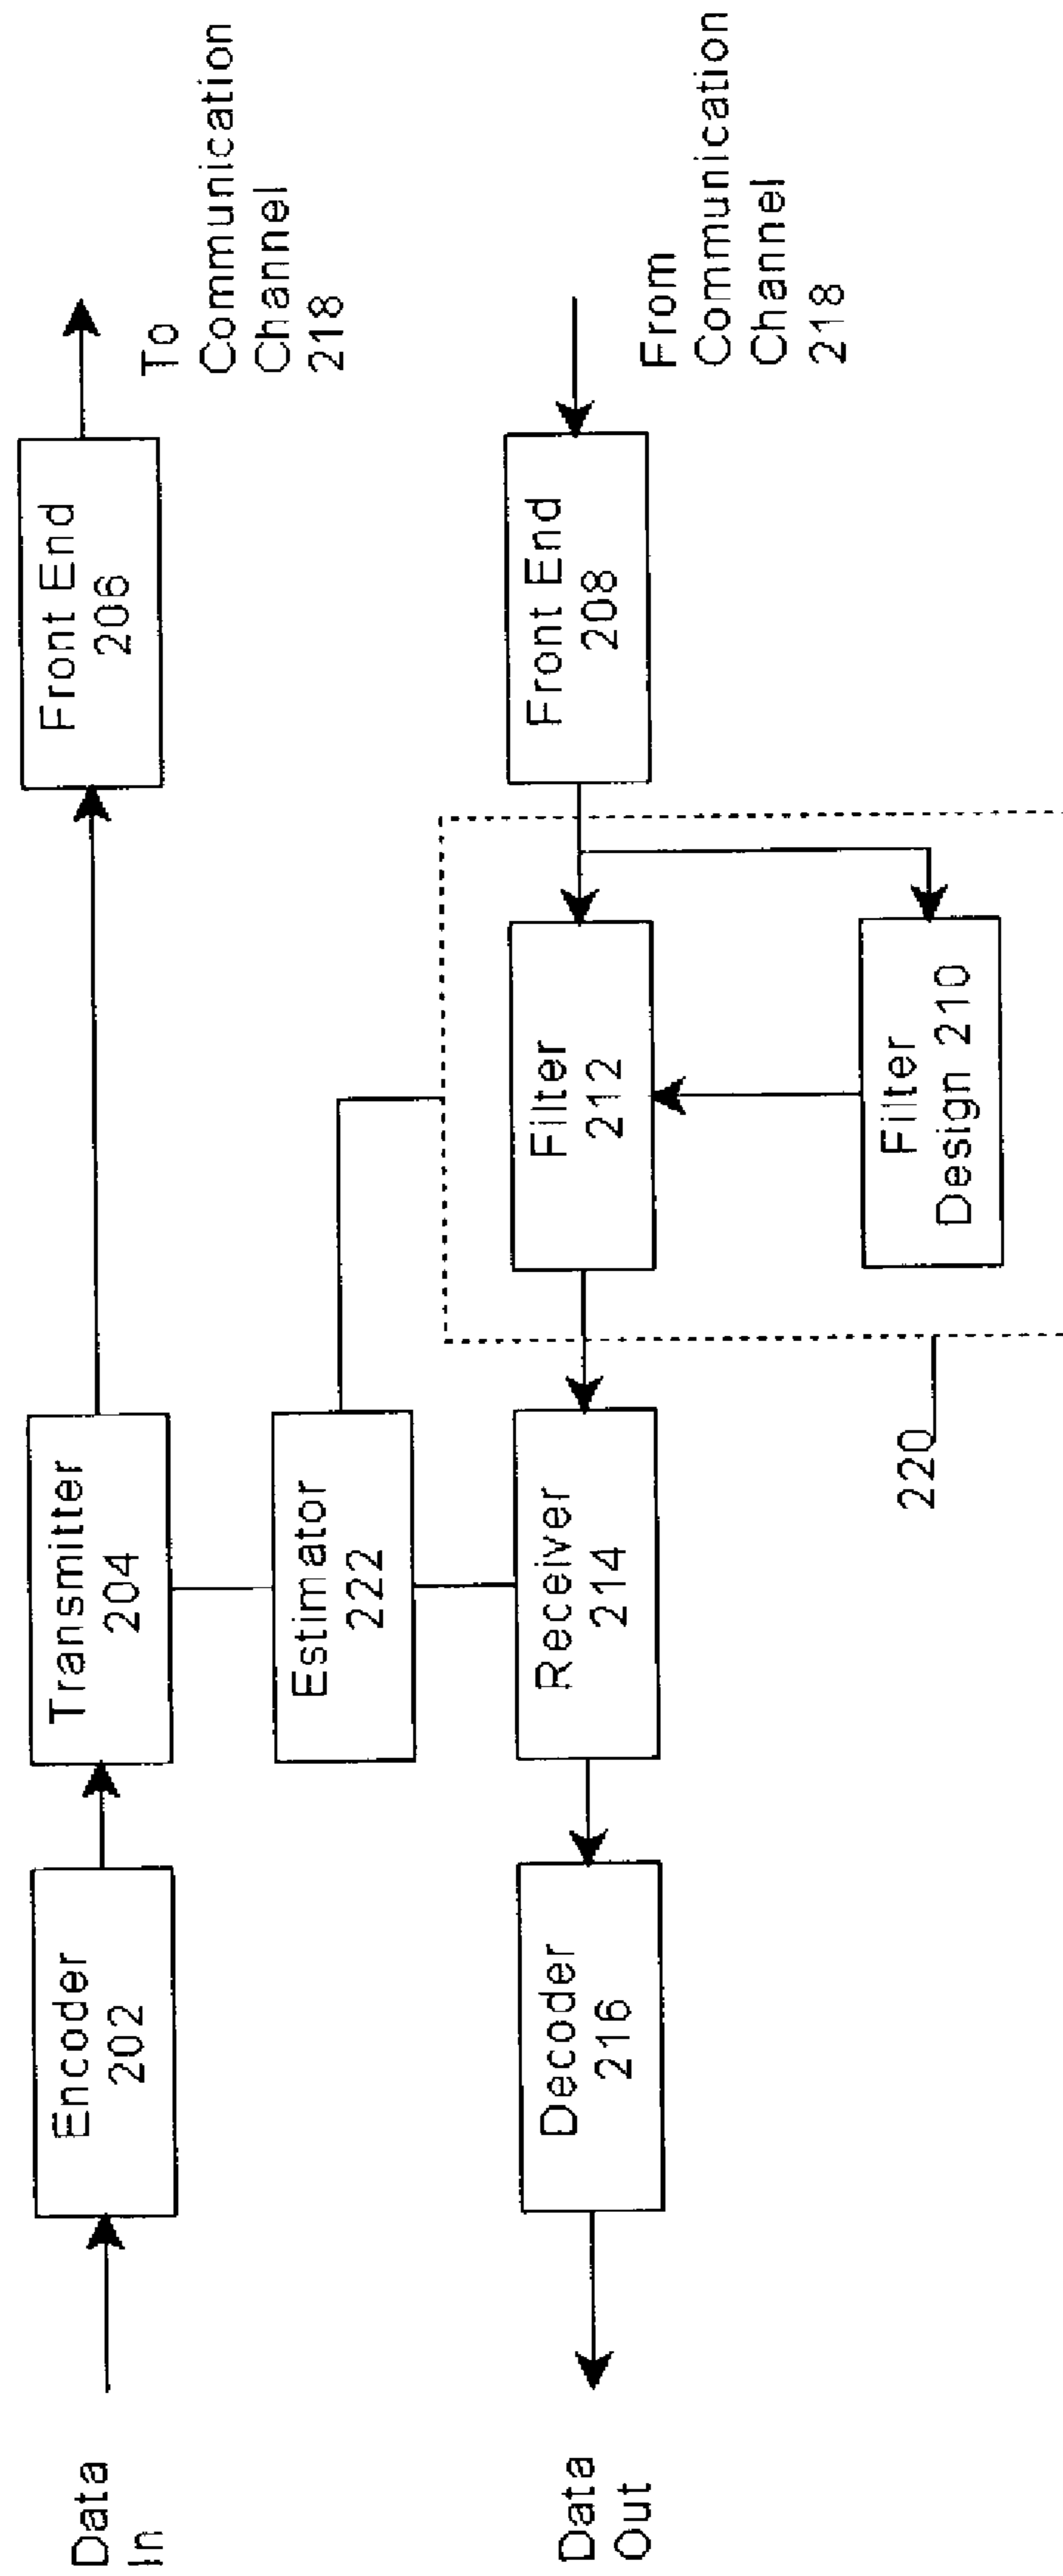 Data
In
Encoder
202
Transmitter
204
Front End
206
To
Communication
Channel
218
Estimator
222
Data
Out
Decoder
216
Receiver
214
Filter
212
Front End
208
From
Communication
Channel
218
Filter
Design 210
220